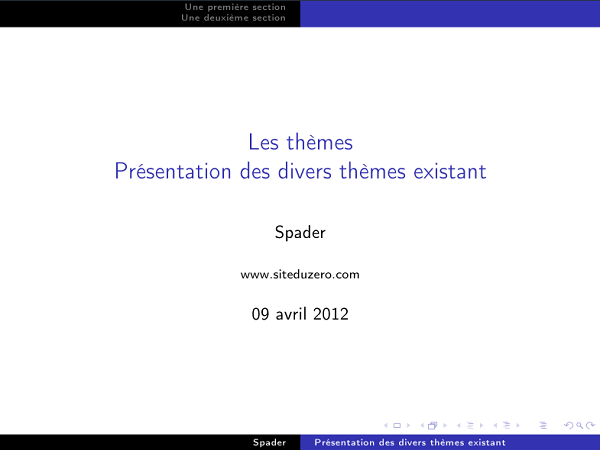 Une première section
Une deuxième section
Les thèmes
Présentation des divers thèmes existant
Spader
www.siteduzero.com
09 avril 2012
Spader
Présentation des divers thèmes existant